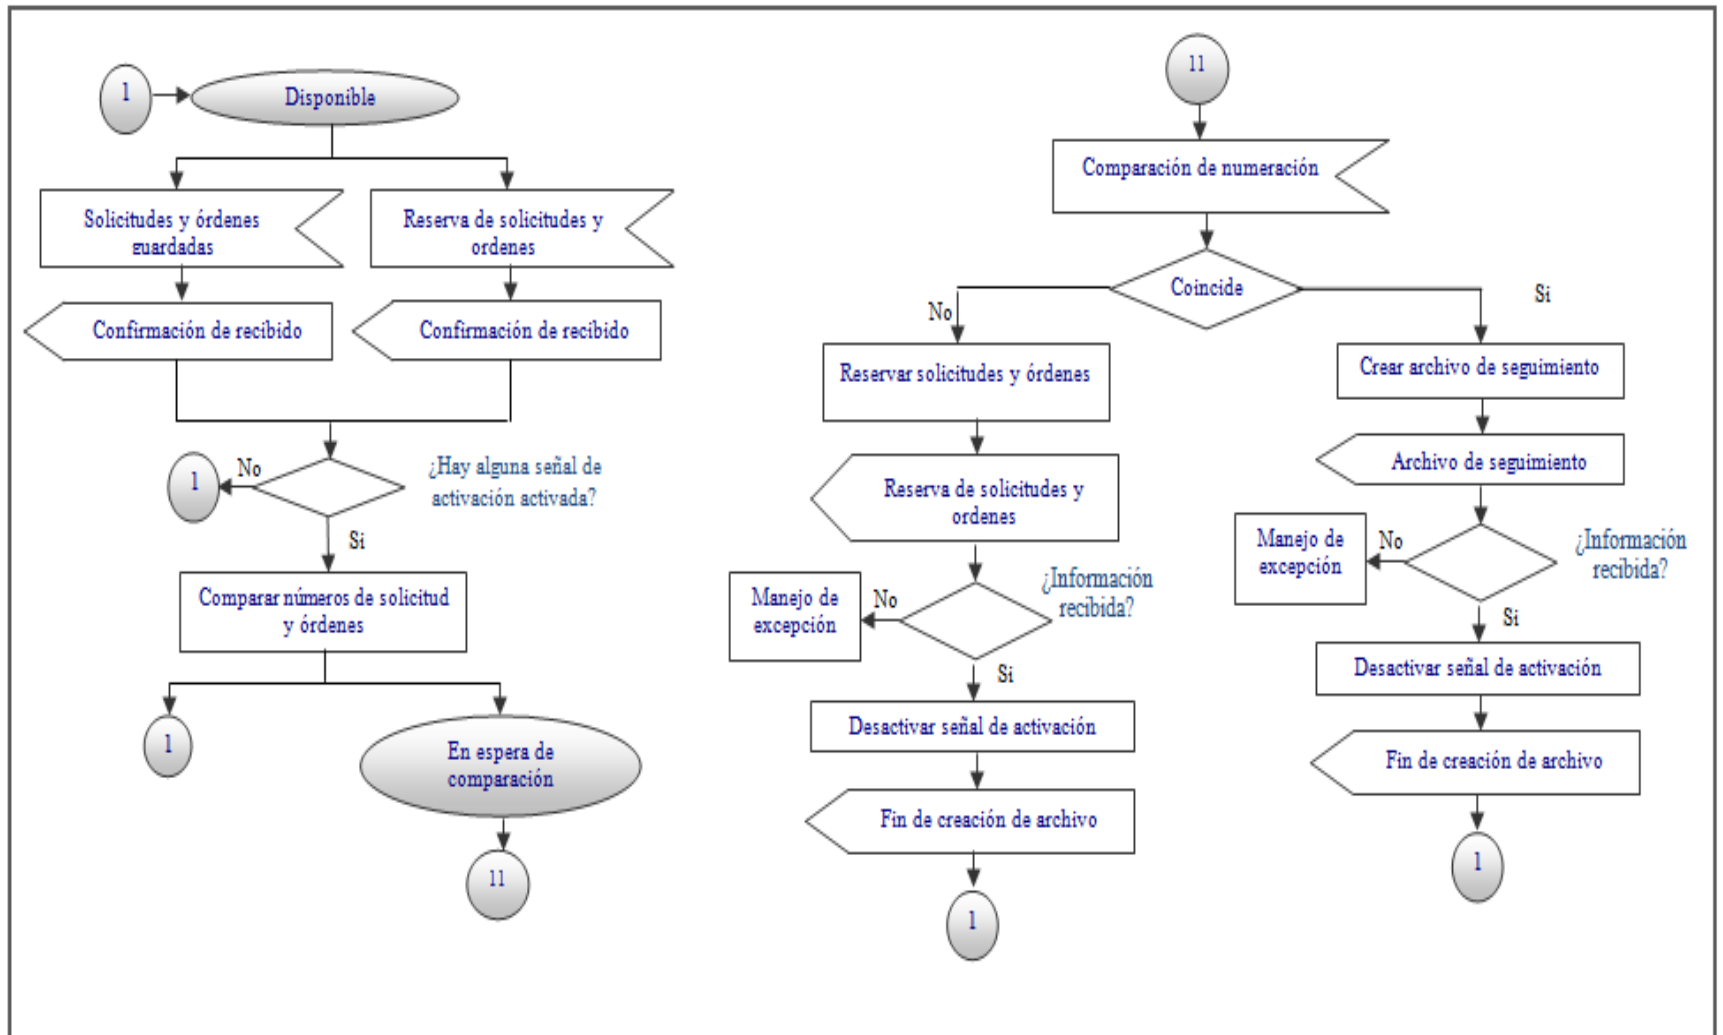 1
Disponible
Solicitudes y órdenes
guardadas
Reserva de solicitudes y
ordenes
Confirmación de recibido
Confirmación de recibido
1
No
¿Hay alguna señal de
activación activada?
Si
Comparar números de solicitud
y órdenes
1
En espera de
comparación
11
11
Comparación de numeración
Coincide
No
Si
Reservar solicitudes y órdenes
Reserva de solicitudes y
ordenes
¿Información
recibida?
Manejo de
excepción
No
Si
Desactivar señal de activación
Fin de creación de archivo
1
Crear archivo de seguimiento
Archivo de seguimiento
¿Información
recibida?
Manejo de
excepción
No
Si
Desactivar señal de activación
Fin de creación de archivo
1